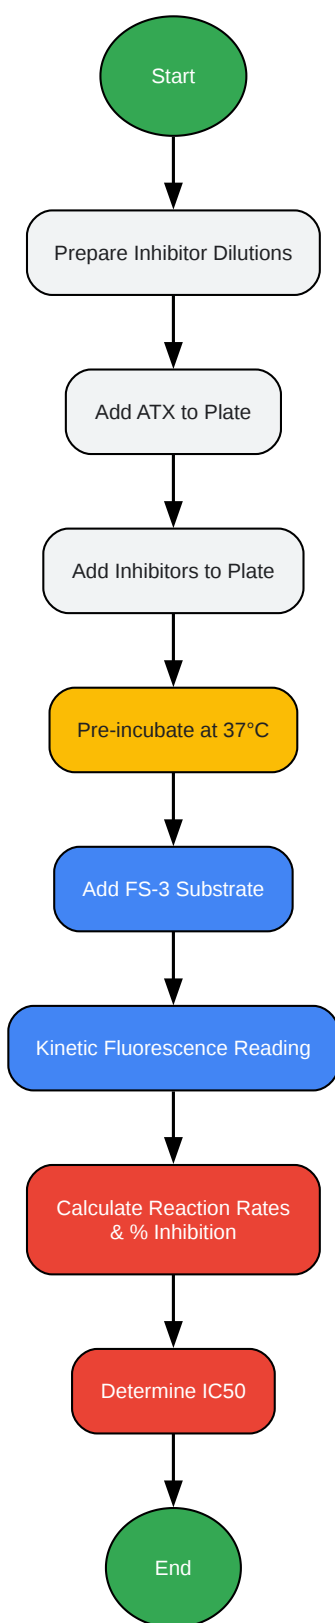 Start
Prepare Inhibitor Dilutions
Add ATX to Plate
Add Inhibitors to Plate
Pre-incubate at 37°C
Add FS-3 Substrate
Kinetic Fluorescence Reading
Calculate Reaction Rates
& % Inhibition
Determine IC50
End